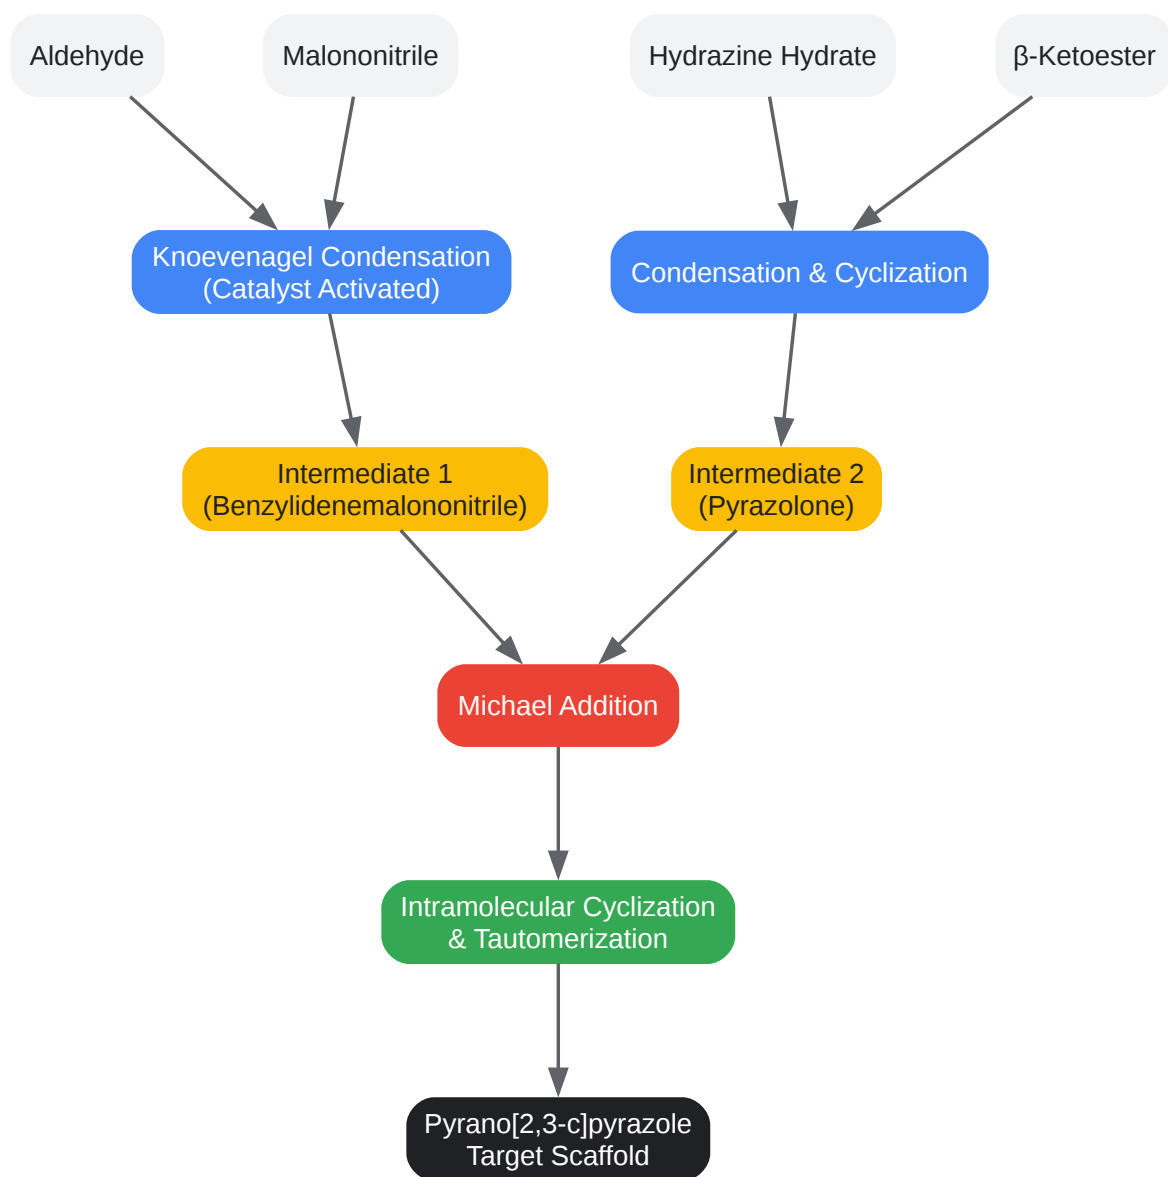 Aldehyde
Malononitrile
Hydrazine Hydrate
β-Ketoester
Knoevenagel Condensation
(Catalyst Activated)
Condensation & Cyclization
Intermediate 1
(Benzylidenemalononitrile)
Intermediate 2
(Pyrazolone)
Michael Addition
Intramolecular Cyclization
& Tautomerization
Pyrano[2,3-c]pyrazole
Target Scaffold